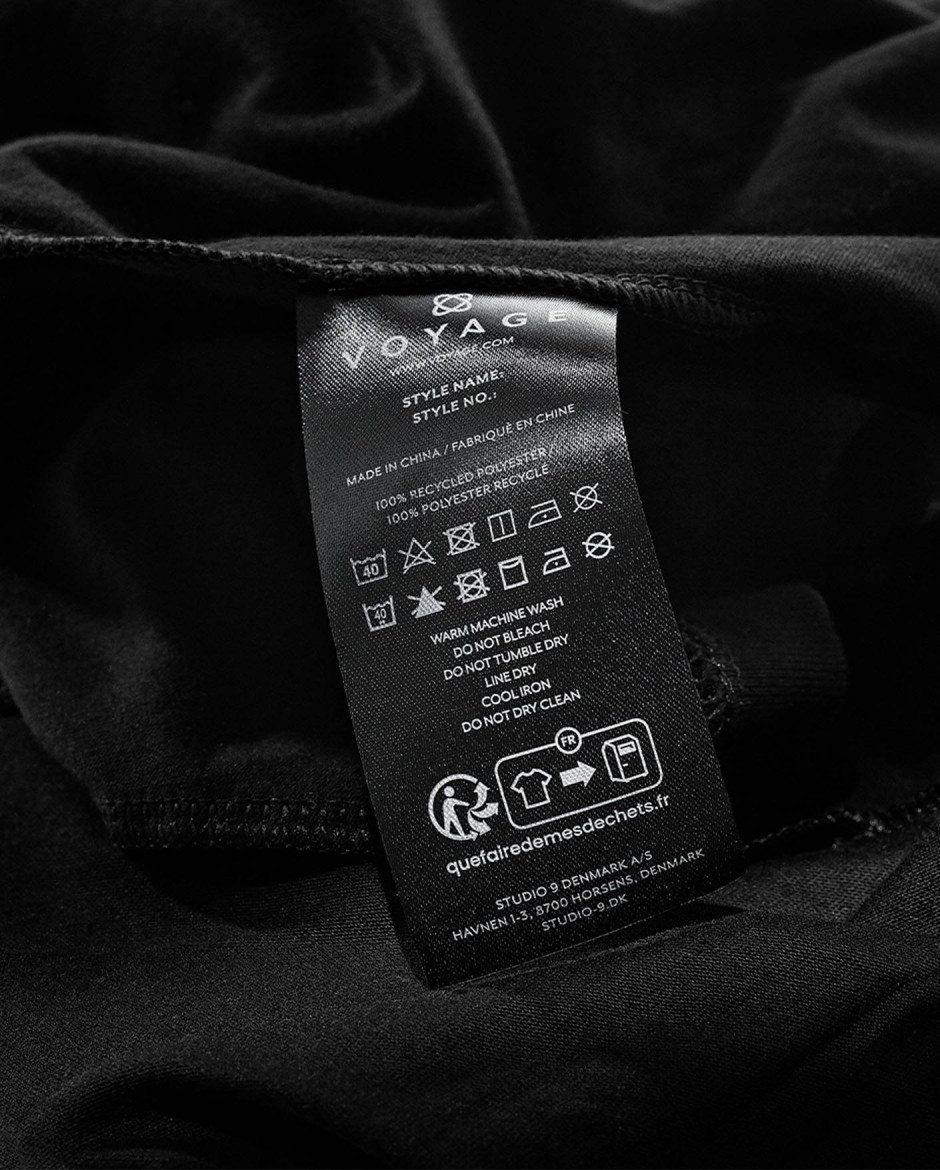 VOYAGE
WWW.VOYAGE.COM
STYLE NAME:
STYLE NO.:
MADE IN CHINA / FABRIQUÉ EN CHINE
100% RECYCLED POLYESTER /
100% POLYESTER RECYCLÉ
40
40
WARM MACHINE WASH
DO NOT BLEACH
DO NOT TUMBLE DRY
LINE DRY
COOL IRON
DO NOT DRY CLEAN
FR
quefairedemesdechets.fr
STUDIO 9 DENMARK A/S
HAVNEN 1-3, 8700 HORSENS, DENMARK
STUDIO-9.DK